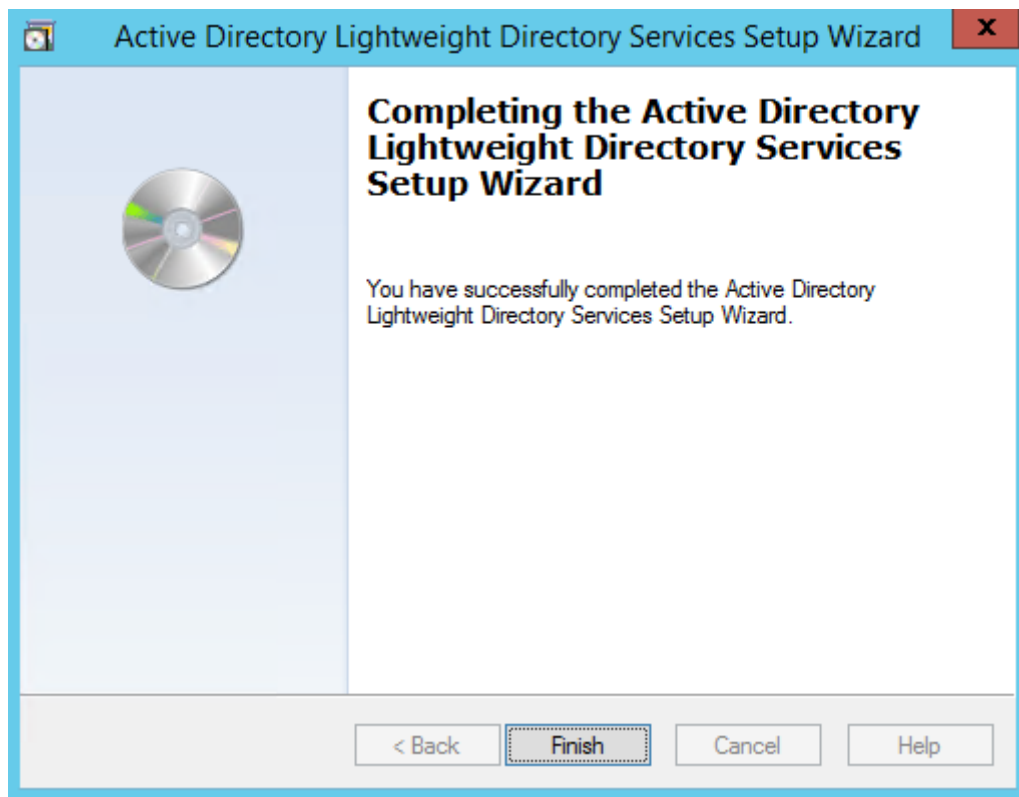 Active Directory Lightweight Directory Services Setup Wizard
x
Completing the Active Directory
Lightweight Directory Services
Setup Wizard
You have successfully completed the Active Directory
Lightweight Directory Services Setup Wizard.
< Back Finish Cancel Help